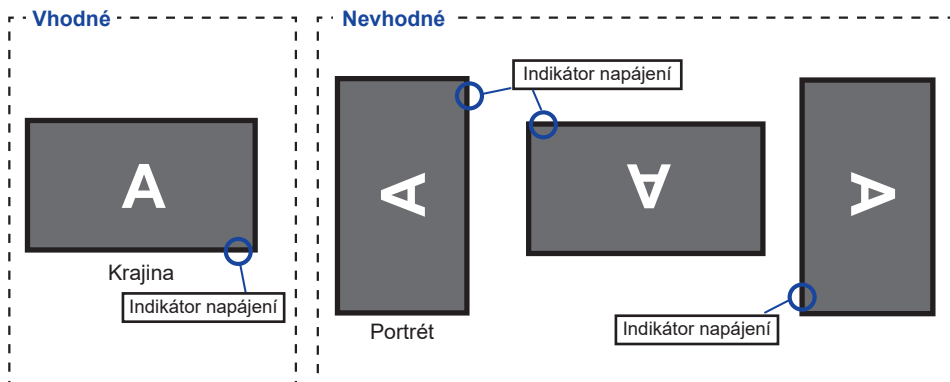 Vhodné
Nevhodné
Indikátor napájení
A
A
A
A
Krajina
Indikátor napájení
Portrét
Indikátor napájení